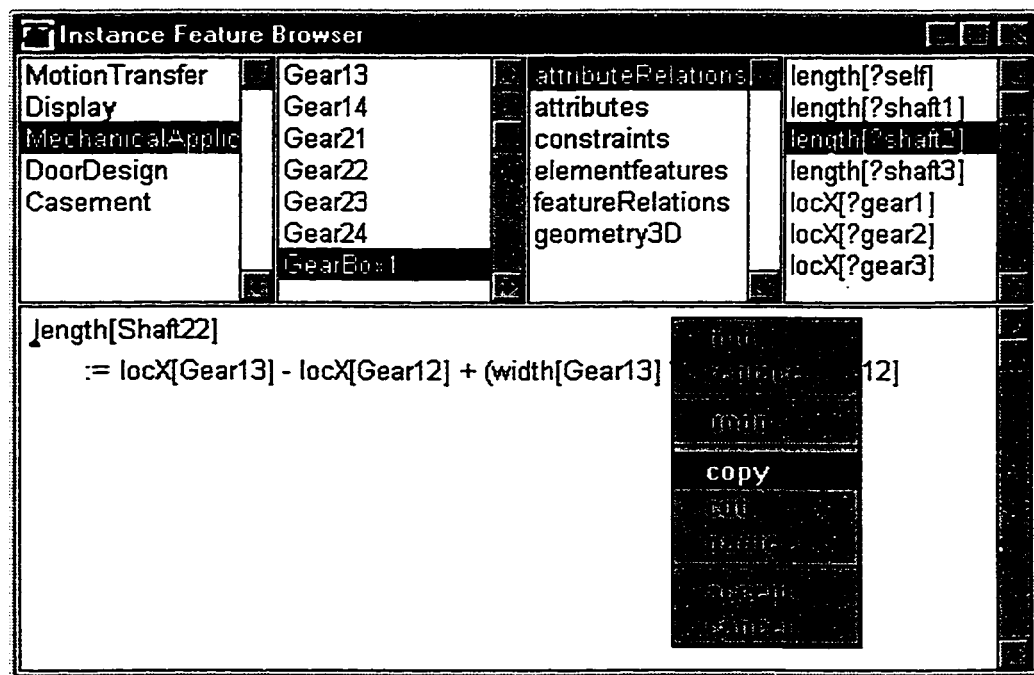 Instance Feature Browser
MotionTransfer
Display
MechanicalApplic
DoorDesign
Casement
Gear13
Gear14
Gear21
Gear22
Gear23
Gear24
GearBox1
attributeRelations
attributes
constraints
elementfeatures
featureRelations
geometry3D
length[?self]
length[?shaft1]
length[?shaft2]
length[?shaft3]
locX[?gear1]
locX[?gear2]
locX[?gear3]
length[Shaft22]
:= locX[Gear13] - locX[Gear12] + (width[Gear13] 12]
copy